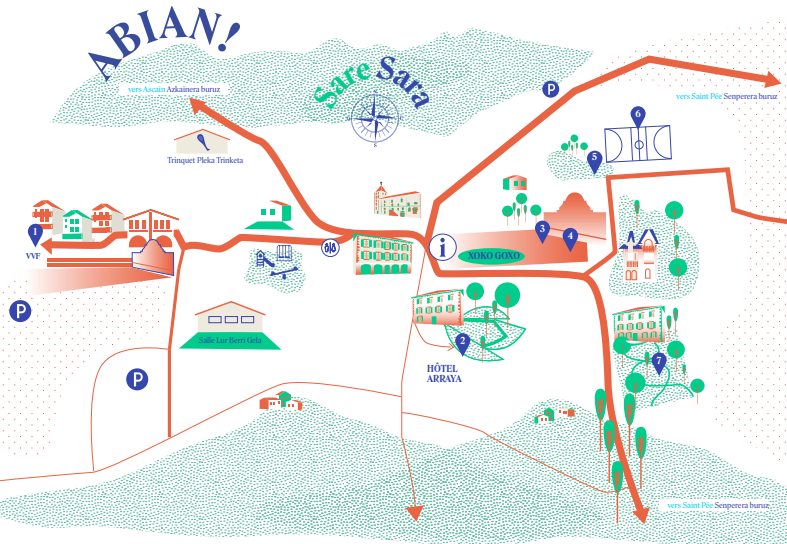 ABIAN!
Sare Sara
vers Ascain Azkainera buruz
P
vers Saint Pée Senperera buruz
6
Trinquet Pleka Trinketa
5
1
VVF
i
3
4
XOKO GOXO
P
Salle Lur Berri Gela
2
7
HÔTEL
ARRAYA
P
vers Saint Pée Senperera buruz